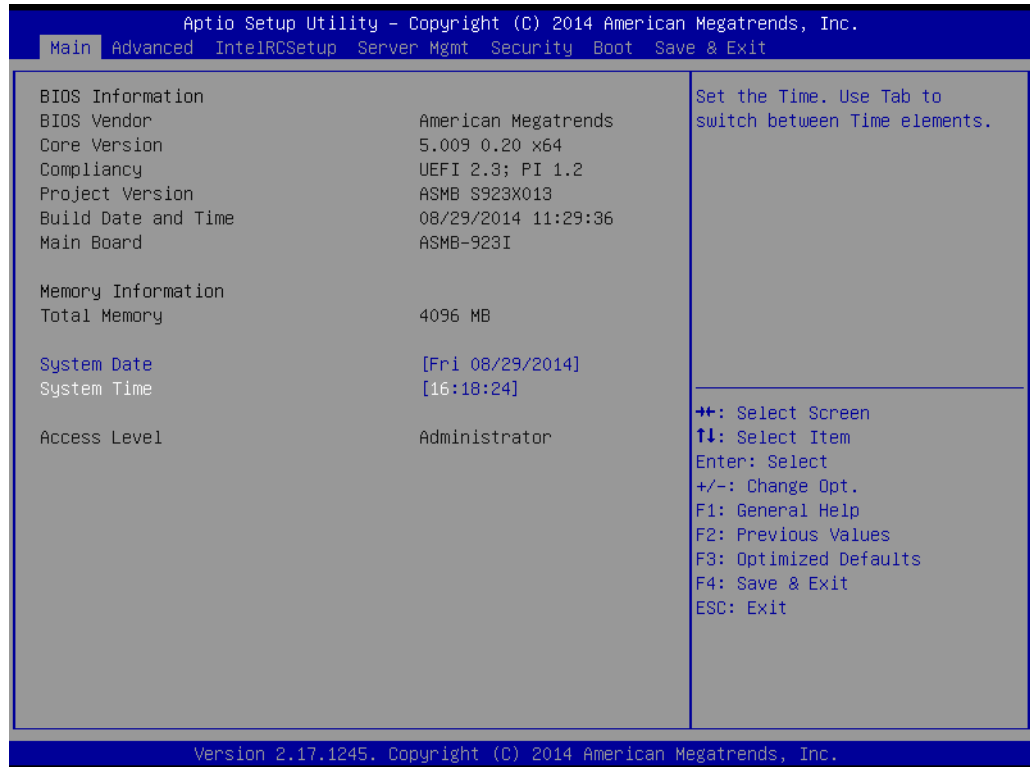 Aptio Setup Utility – Copyright (C) 2014 American Megatrends, Inc.
Main Advanced IntelRCSetup Server Mgmt Security Boot Save & Exit
BIOS Information
BIOS Vendor American Megatrends
Core Version 5.009 0.20 x64
Compliancy UEFI 2.3; PI 1.2
Project Version ASMB S923X013
Build Date and Time 08/29/2014 11:29:36
Main Board ASMB-923I
Memory Information
Total Memory 4096 MB
System Date [Fri 08/29/2014]
System Time [16:18:24]
Access Level Administrator
Set the Time. Use Tab to
switch between Time elements.
→←: Select Screen
↑↓: Select Item
Enter: Select
+/-: Change Opt.
F1: General Help
F2: Previous Values
F3: Optimized Defaults
F4: Save & Exit
ESC: Exit
Version 2.17.1245. Copyright (C) 2014 American Megatrends, Inc.